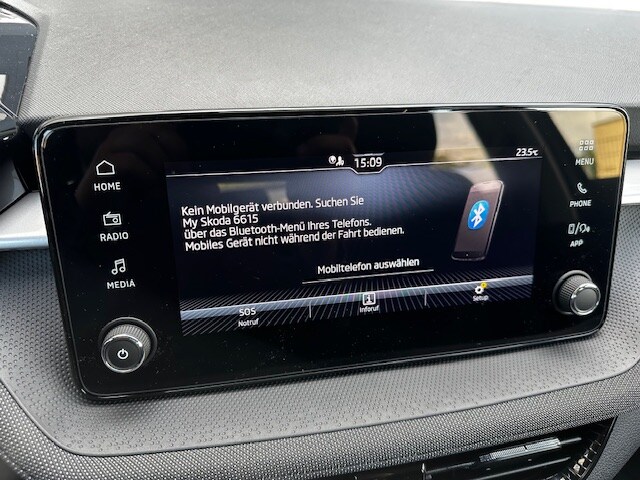 15:09
23.5°C
HOME
RADIO
MEDIA
Kein Mobilgerät verbunden. Suchen Sie
My Skoda 6615
über das Bluetooth-Menü Ihres Telefons.
Mobiles Gerät nicht während der Fahrt bedienen.
Mobiltelefon auswählen
SOS
Notruf
i
Inforuf
Setup
MENU
PHONE
APP